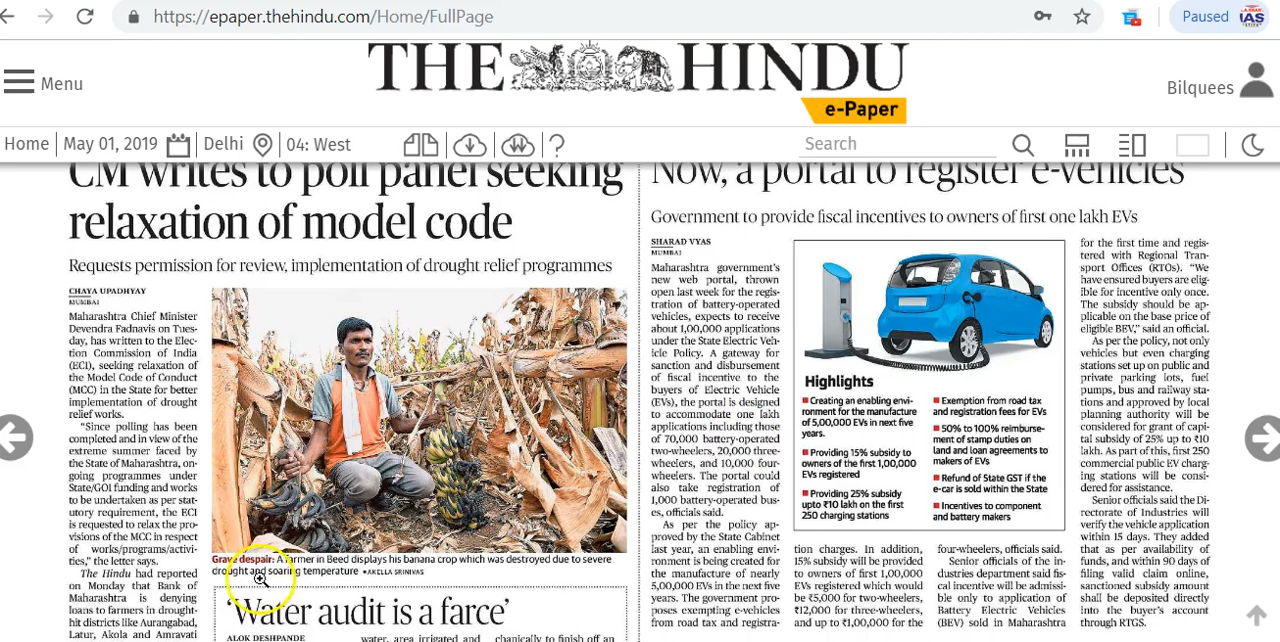 https://epaper.thehindu.com/Home/FullPage
Paused
IAS
THE HINDU
e-Paper
Menu
Bilquees
Home
May 01, 2019
Delhi
04: West
?
Search
CM writes to poll panel seeking
relaxation of model code
Requests permission for review, implementation of drought relief programmes
CHAYA UPADHYAY
MUMBAI
Maharashtra Chief Minister
Devendra Fadnavis on Tues-
day, has written to the Elec-
tion Commission of India
(ECI), seeking relaxation of
the Model Code of Conduct
(MCC) in the State for better
implementation of drought
relief works.
"Since polling has been
completed and in view of the
extreme summer faced by
the State of Maharashtra, on-
going programmes under
State/GOI funding and works
to be undertaken as per stat-
utory requirement, the ECI
is requested to relax the pro-
visions of the MCC in respect
of works/programs/activi-
ties," the letter says.
The Hindu had reported
on Monday that Bank of
Maharashtra is denying
loans to farmers in drought-
hit districts like Aurangabad,
Latur, Akola and Amravati
Grave despair: A farmer in Beed displays his banana crop which was destroyed due to severe
drought and soaring temperature • AKELLA SRINIVAS
'Water audit is a farce'
ALOK DESHPANDE
water, area irrigated and
chanically to finish off an
Now, a portal to register e-vehicles
Government to provide fiscal incentives to owners of first one lakh EVs
SHARAD VYAS
MUMBAI
Maharashtra government's
new web portal, thrown
open last week for the regis-
tration of battery-operated
vehicles, expects to receive
about 1,00,000 applications
under the State Electric Veh-
icle Policy. A gateway for
sanction and disbursement
of fiscal incentive to the
buyers of Electric Vehicle
(EVs), the portal is designed
to accommodate one lakh
applications including those
of 70,000 battery-operated
two-wheelers, 20,000 three-
wheelers, and 10,000 four-
wheelers. The portal could
also take registration of
1,000 battery-operated bus-
es, officials said.
As per the policy ap-
proved by the State Cabinet
last year, an enabling envi-
ronment is being created for
the manufacture of nearly
5,00,000 EVs in the next five
years. The government pro-
poses exempting e-vehicles
from road tax and registra-
Highlights
Creating an enabling envi-
ronment for the manufacture
of 5,00,000 EVs in next five
years.
Providing 15% subsidy to
owners of the first 1,00,000
EVs registered
Providing 25% subsidy
upto ₹10 lakh on the first
250 charging stations
Exemption from road tax
and registration fees for EVs
50% to 100% reimburse-
ment of stamp duties on
land and loan agreements to
makers of EVs
Refund of State GST if the
e-car is sold within the State
Incentives to component
and battery makers
tion charges. In addition,
15% subsidy will be provided
to owners of first 1,00,000
EVs registered which would
be ₹5,000 for two-wheelers,
₹12,000 for three-wheelers,
and up to ₹1,00,000 for the
four-wheelers, officials said.
Senior officials of the in-
dustries department said fis-
cal incentive will be admiss-
ible only to application of
Battery Electric Vehicles
(BEV) sold in Maharashtra
for the first time and regis-
tered with Regional Tran-
sport Offices (RTOs). "We
have ensured buyers are elig-
ible for incentive only once.
The subsidy should be ap-
plicable on the base price of
eligible BEV," said an official.
As per the policy, not only
vehicles but even charging
stations set up on public and
private parking lots, fuel
pumps, bus and railway sta-
tions and approved by local
planning authority will be
considered for grant of capi-
tal subsidy of 25% up to ₹10
lakh. As part of this, first 250
commercial public EV charg-
ing stations will be consi-
dered for assistance.
Senior officials said the Di-
rectorate of Industries will
verify the vehicle application
within 15 days. They added
that as per availability of
funds, and within 90 days of
filing valid claim online,
sanctioned subsidy amount
shall be deposited directly
into the buyer's account
through RTGS.